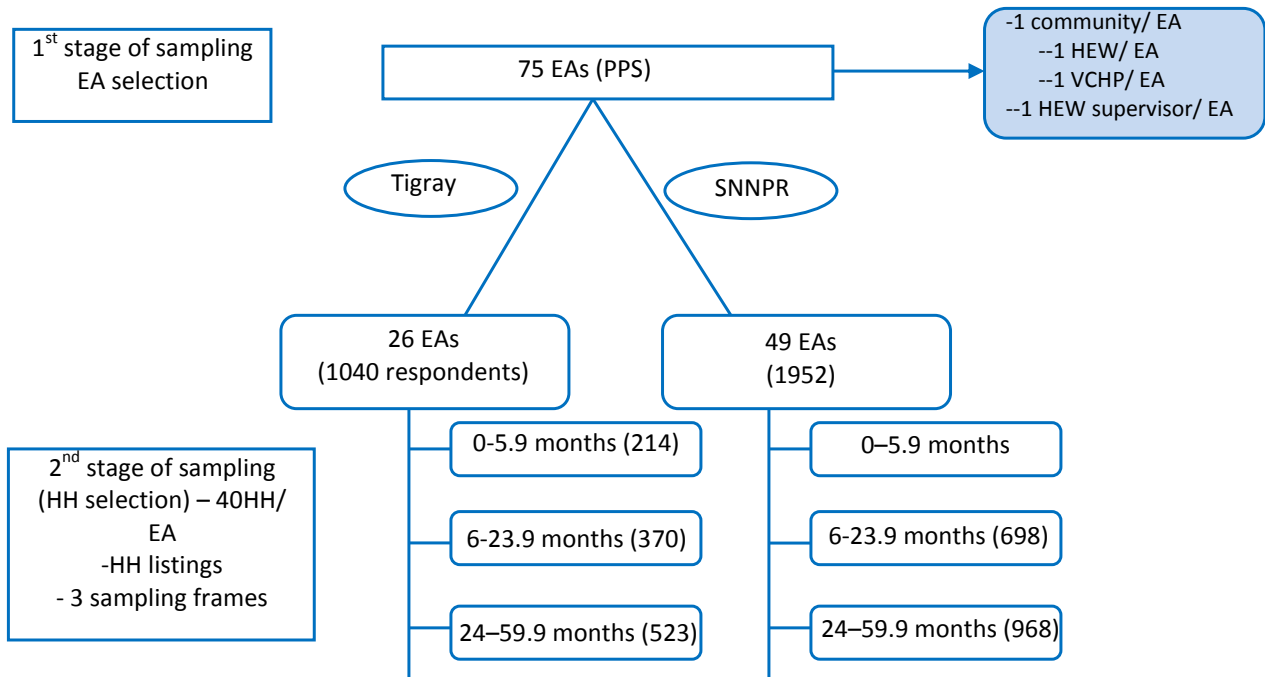 1st stage of sampling
EA selection
75 EAs (PPS)
-1 community/ EA
--1 HEW/ EA
--1 VCHP/ EA
--1 HEW supervisor/ EA
Tigray
SNNPR
26 EAs
(1040 respondents)
49 EAs
(1952)
2nd stage of sampling
(HH selection) – 40HH/
EA
-HH listings
- 3 sampling frames
0-5.9 months (214)
6-23.9 months (370)
24–59.9 months (523)
0–5.9 months
6-23.9 months (698)
24–59.9 months (968)